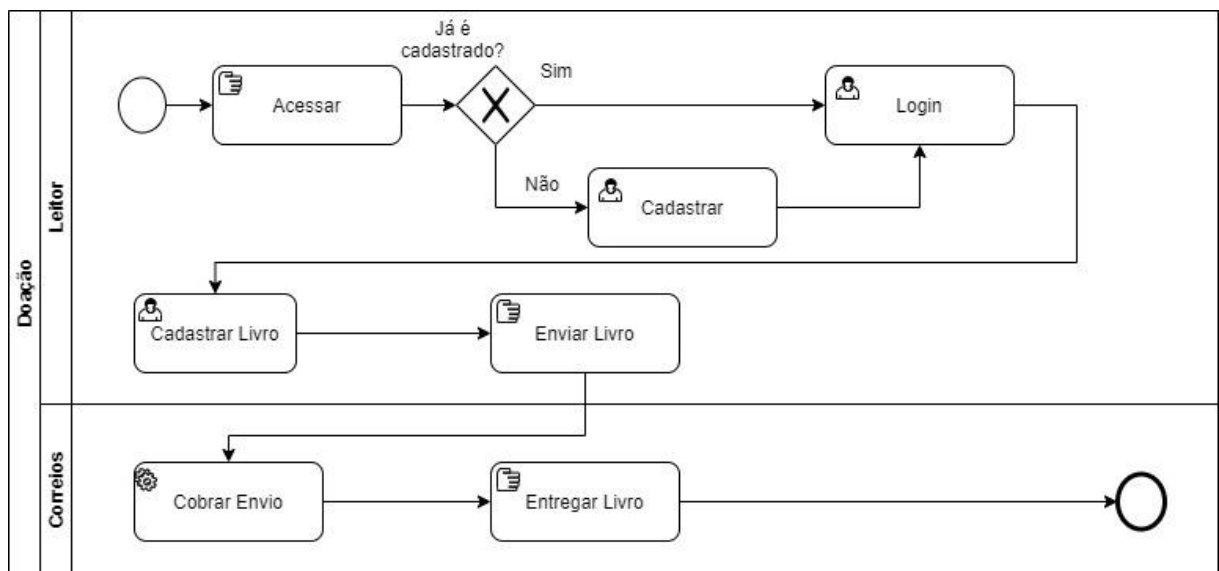 Doação
Leitor
Acessar
Já é
cadastrado?
Sim
Não
Cadastrar
Login
Cadastrar Livro
Enviar Livro
Correios
Cobrar Envio
Entregar Livro